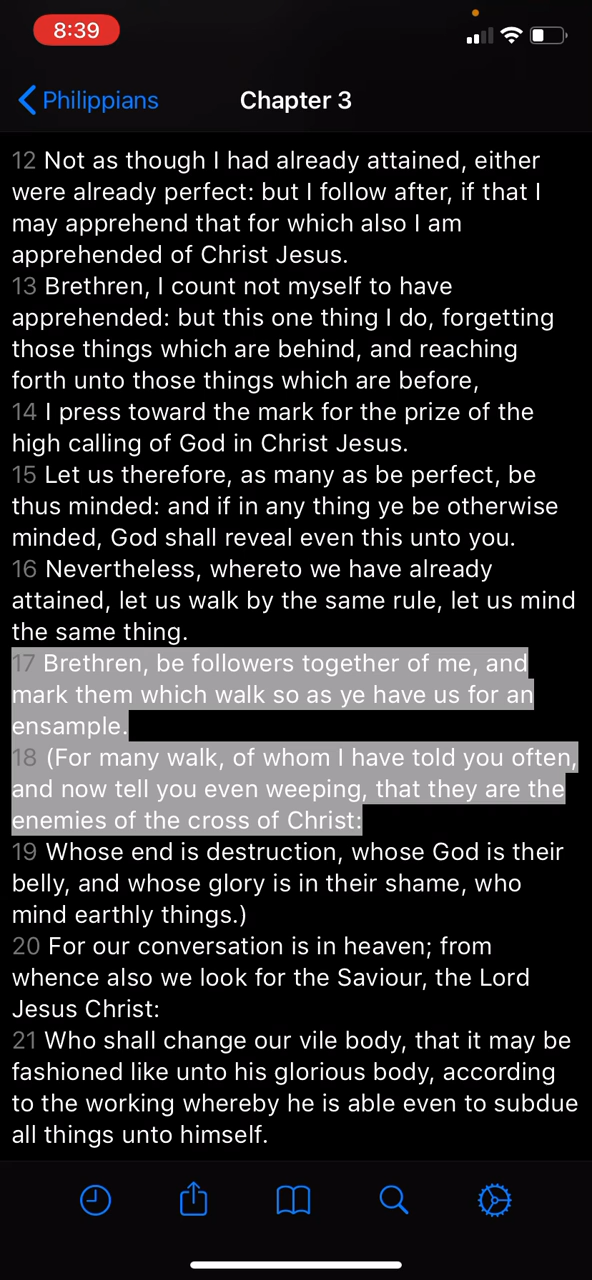 8:39
Philippians
Chapter 3
12 Not as though I had already attained, either
were already perfect: but I follow after, if that I
may apprehend that for which also I am
apprehended of Christ Jesus.
13 Brethren, I count not myself to have
apprehended: but this one thing I do, forgetting
those things which are behind, and reaching
forth unto those things which are before,
14 I press toward the mark for the prize of the
high calling of God in Christ Jesus.
15 Let us therefore, as many as be perfect, be
thus minded: and if in any thing ye be otherwise
minded, God shall reveal even this unto you.
16 Nevertheless, whereto we have already
attained, let us walk by the same rule, let us mind
the same thing.
17 Brethren, be followers together of me, and
mark them which walk so as ye have us for an
ensample.
18 (For many walk, of whom I have told you often,
and now tell you even weeping, that they are the
enemies of the cross of Christ:
19 Whose end is destruction, whose God is their
belly, and whose glory is in their shame, who
mind earthly things.)
20 For our conversation is in heaven; from
whence also we look for the Saviour, the Lord
Jesus Christ:
21 Who shall change our vile body, that it may be
fashioned like unto his glorious body, according
to the working whereby he is able even to subdue
all things unto himself.